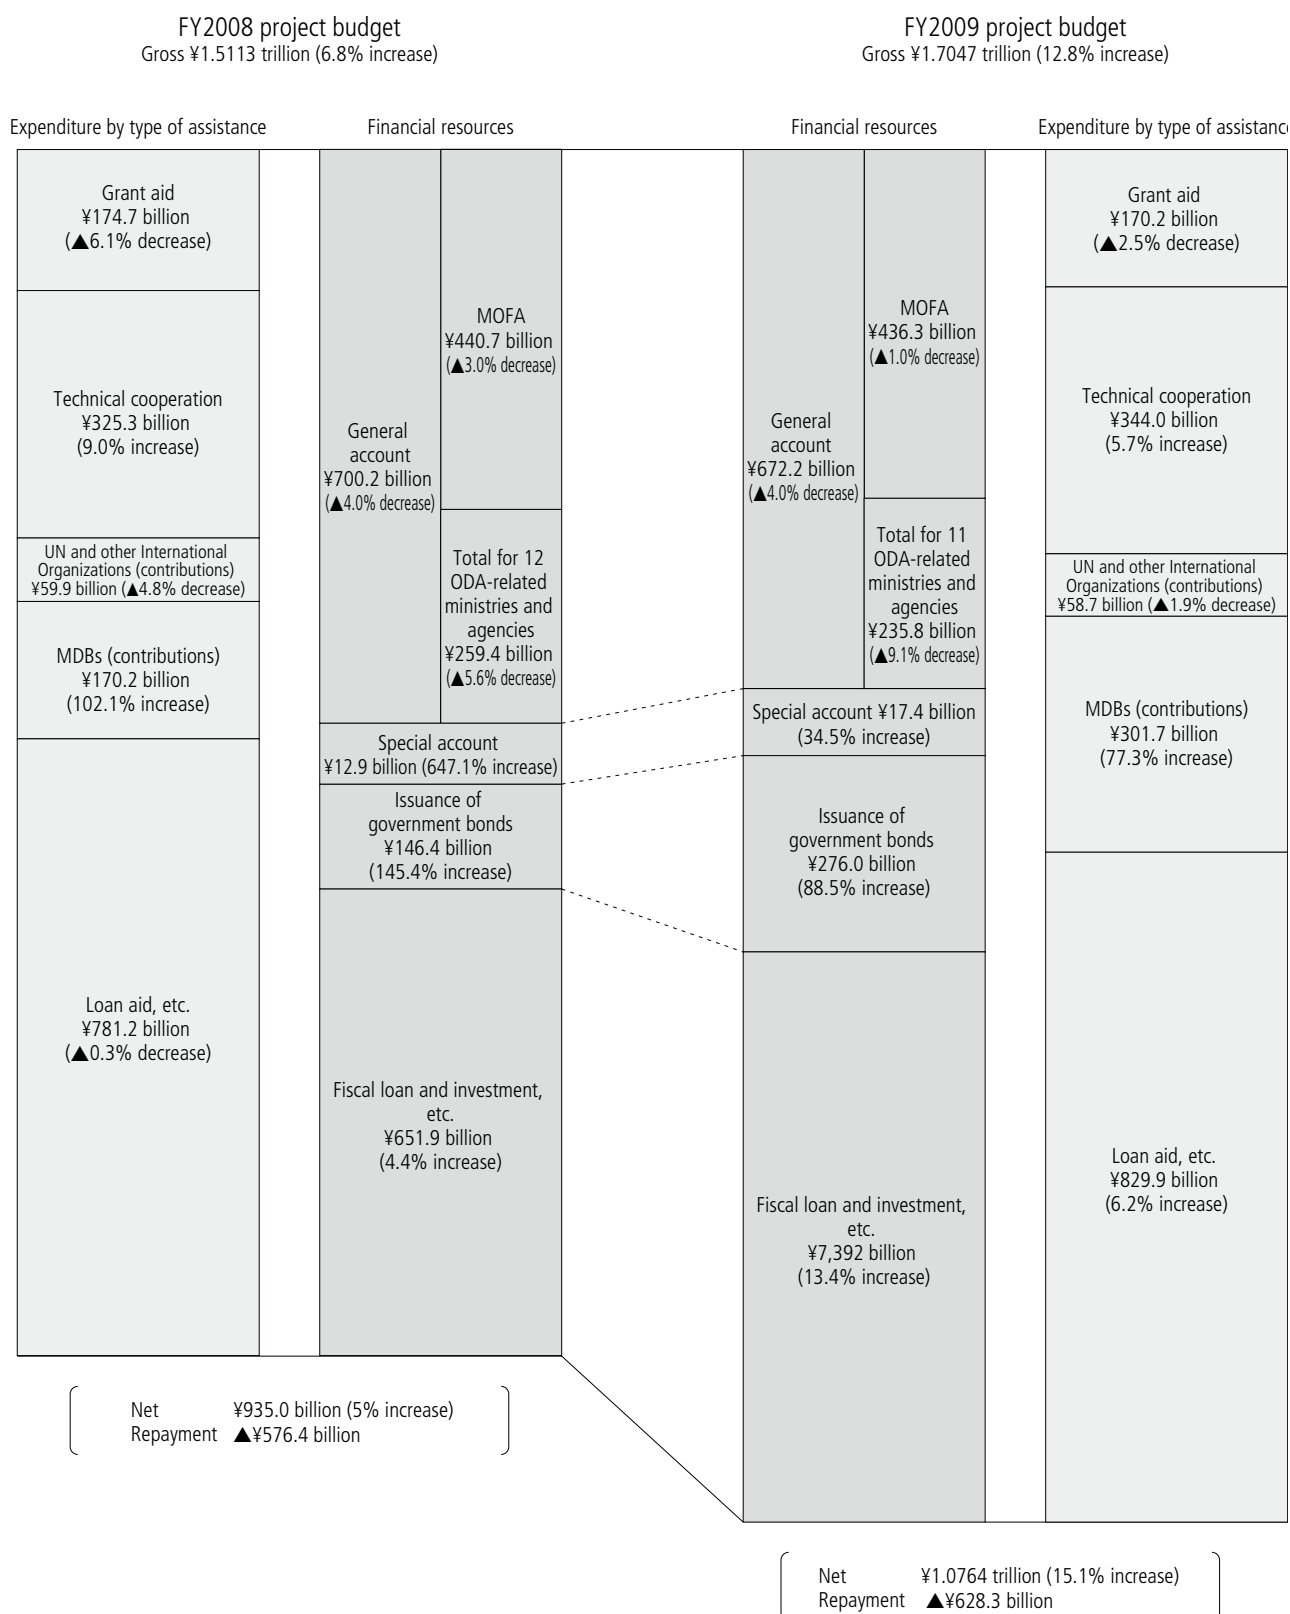 FY2008 project budget
Gross ¥1.5113 trillion (6.8% increase)
Expenditure by type of assistance
Financial resources
Grant aid
¥174.7 billion
(▲6.1% decrease)
Technical cooperation
¥325.3 billion
(9.0% increase)
UN and other International
Organizations (contributions)
¥59.9 billion (▲4.8% decrease)
MDBs (contributions)
¥170.2 billion
(102.1% increase)
Loan aid, etc.
¥781.2 billion
(▲0.3% decrease)
General
account
¥700.2 billion
(▲4.0% decrease)
MOFA
¥440.7 billion
(▲3.0% decrease)
Total for 12
ODA-related
ministries and
agencies
¥259.4 billion
(▲5.6% decrease)
Special account
¥12.9 billion (647.1% increase)
Issuance of
government bonds
¥146.4 billion
(145.4% increase)
Fiscal loan and investment,
etc.
¥651.9 billion
(4.4% increase)
Net ¥935.0 billion (5% increase)
Repayment ▲¥576.4 billion
FY2009 project budget
Gross ¥1.7047 trillion (12.8% increase)
Financial resources
Expenditure by type of assistance
General
account
¥672.2 billion
(▲4.0% decrease)
MOFA
¥436.3 billion
(▲1.0% decrease)
Total for 11
ODA-related
ministries and
agencies
¥235.8 billion
(▲9.1% decrease)
Special account ¥17.4 billion
(34.5% increase)
Issuance of
government bonds
¥276.0 billion
(88.5% increase)
Fiscal loan and investment,
etc.
¥7,392 billion
(13.4% increase)
Grant aid
¥170.2 billion
(▲2.5% decrease)
Technical cooperation
¥344.0 billion
(5.7% increase)
UN and other International
Organizations (contributions)
¥58.7 billion (▲1.9% decrease)
MDBs (contributions)
¥301.7 billion
(77.3% increase)
Loan aid, etc.
¥829.9 billion
(6.2% increase)
Net ¥1.0764 trillion (15.1% increase)
Repayment ▲¥628.3 billion